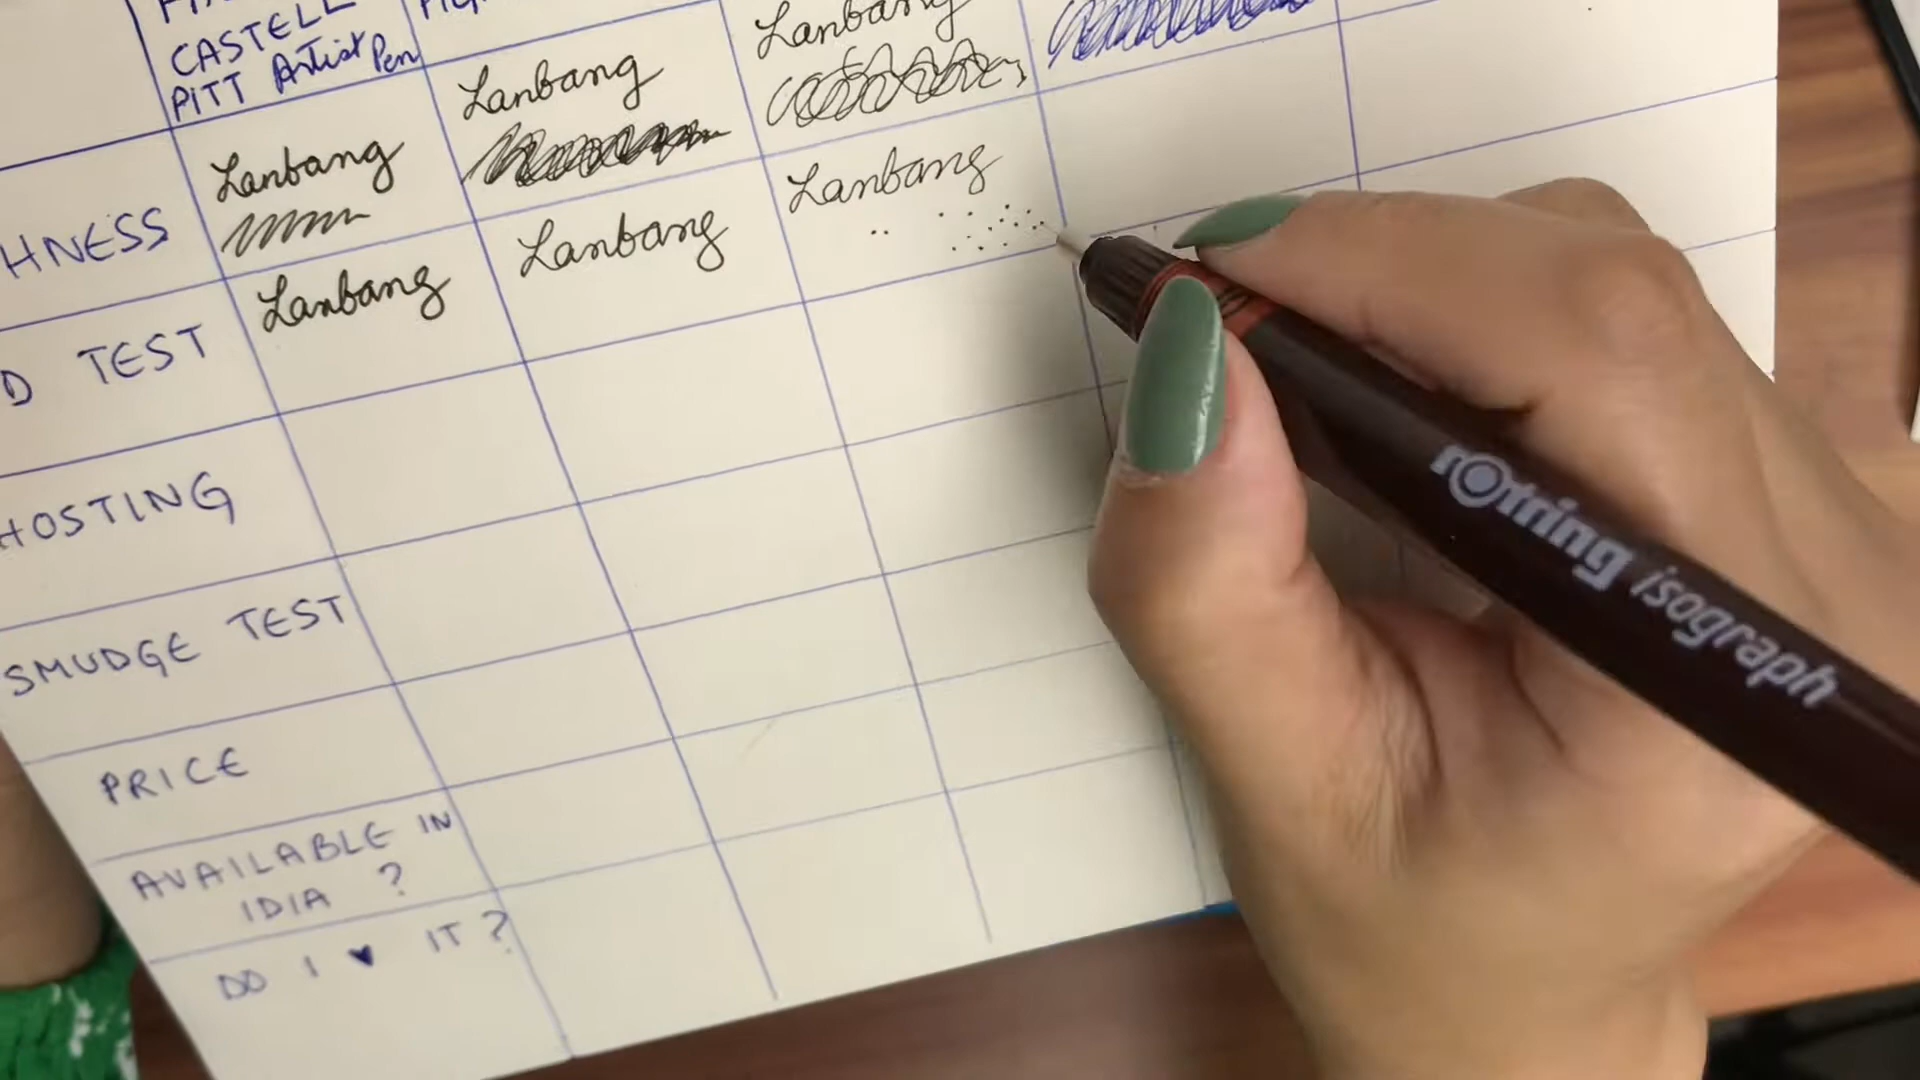 CASTELL
PITT Artist Pen
Lanbang
Lanbang
Lanbang
HNESS
Lanbang
Lanbang
Lanbang
D TEST
HOSTING
SMUDGE TEST
PRICE
AVAILABLE IN
IDIA ?
DO I ♥ IT ?
rOtring isograph